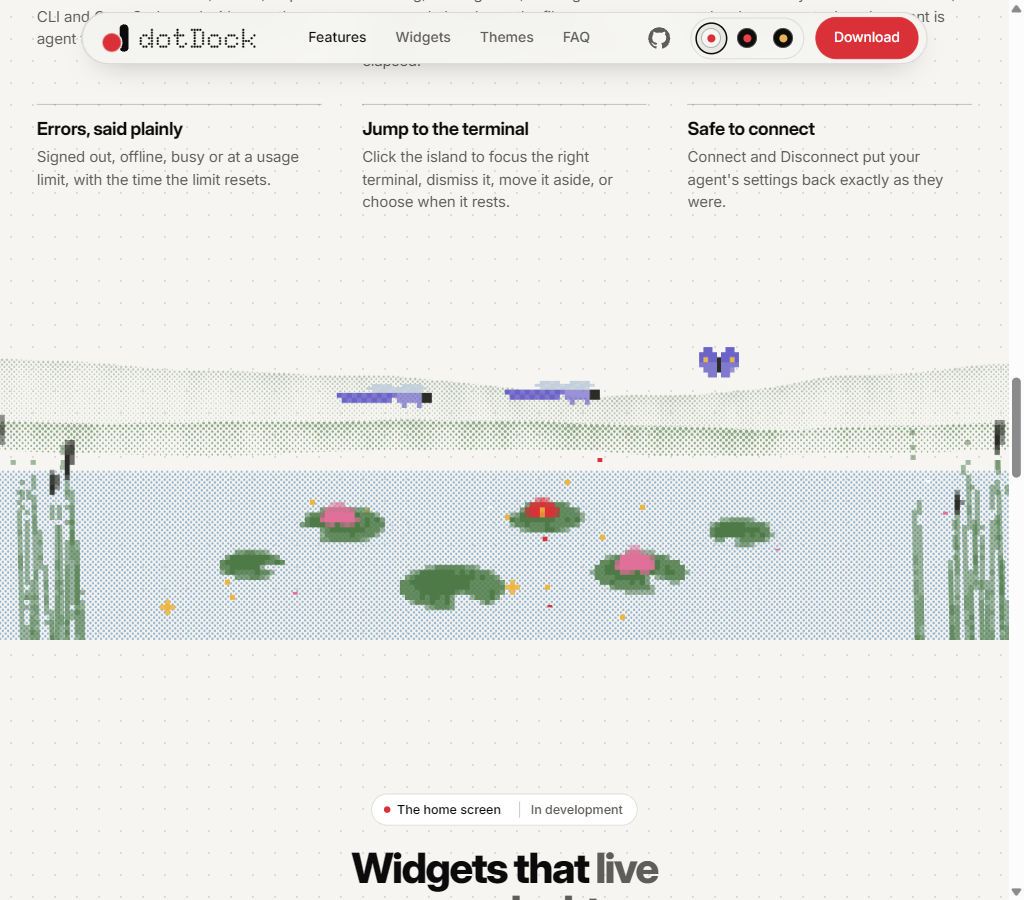 CLI and
agent
nt is
dotDock
Features
Widgets
Themes
FAQ
Download
elapsed.
Errors, said plainly
Signed out, offline, busy or at a usage
limit, with the time the limit resets.
Jump to the terminal
Click the island to focus the right
terminal, dismiss it, move it aside, or
choose when it rests.
Safe to connect
Connect and Disconnect put your
agent's settings back exactly as they
were.
The home screen
In development
Widgets that live